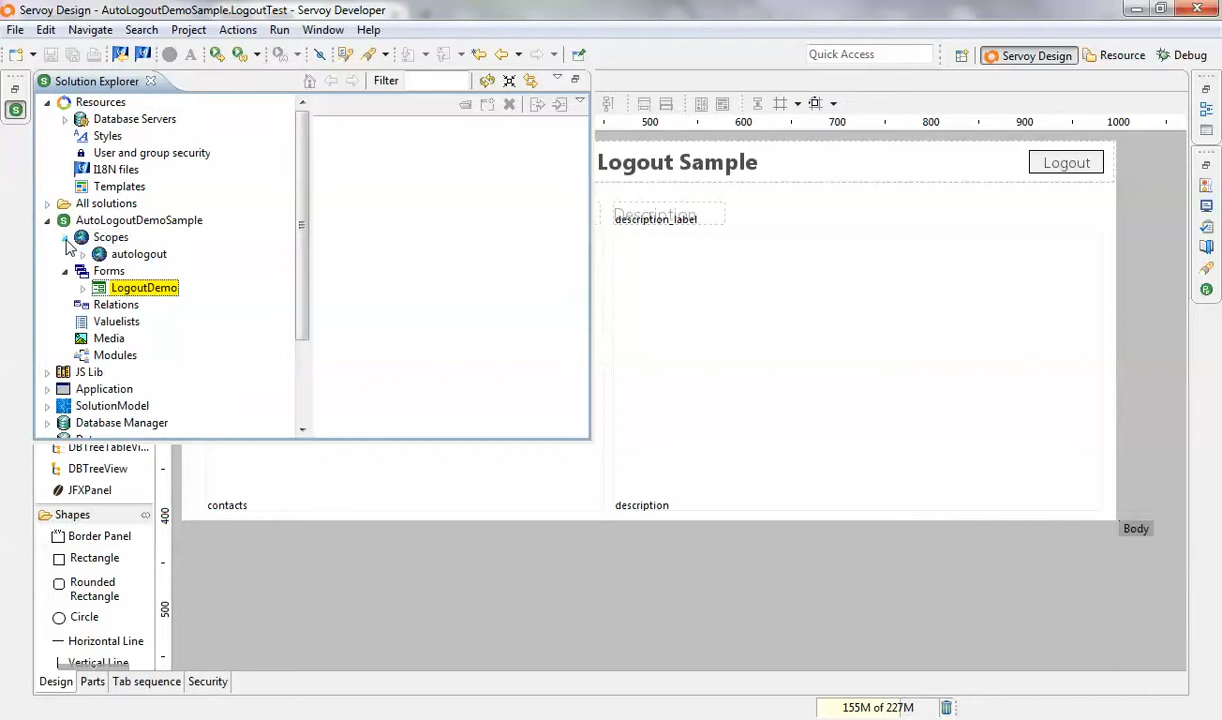 Servoy Design - AutoLogoutDemoSample.LogoutTest - Servoy Developer
File Edit Navigate Search Project Actions Run Window Help
Quick Access Servoy Design Resource Debug
Solution Explorer Filter
Resources
Database Servers
Styles
User and group security
I18N files
Templates
All solutions
AutoLogoutDemoSample
Scopes
autologout
Forms
LogoutDemo
Relations
Valuelists
Media
Modules
JS Lib
Application
SolutionModel
Database Manager
500 600 700 800 900 1000
Logout Sample Logout
Description
description_label
contacts description
Body
400
500
DBTreeTableVi...
DBTreeView
JFXPanel
Shapes
Border Panel
Rectangle
Rounded
Rectangle
Circle
Horizontal Line
Vertical Line
Design Parts Tab sequence Security
155M of 227M